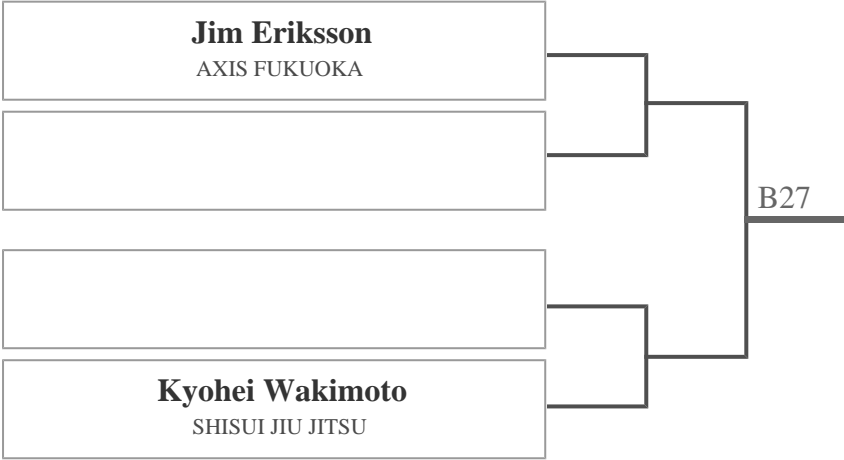 Jim Eriksson
AXIS FUKUOKA
B27
Kyohei Wakimoto
SHISUI JIU JITSU